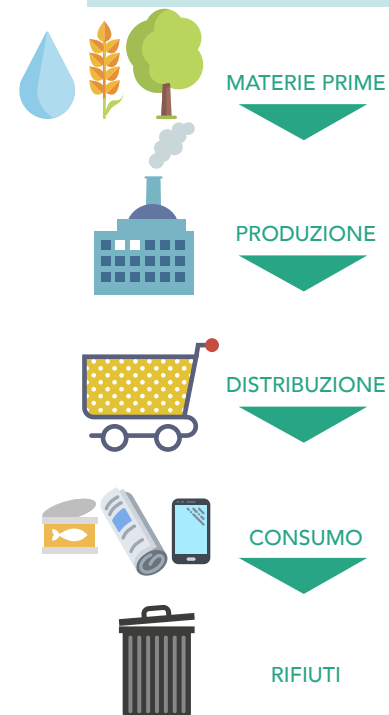 MATERIE PRIME
PRODUZIONE
DISTRIBUZIONE
CONSUMO
RIFIUTI